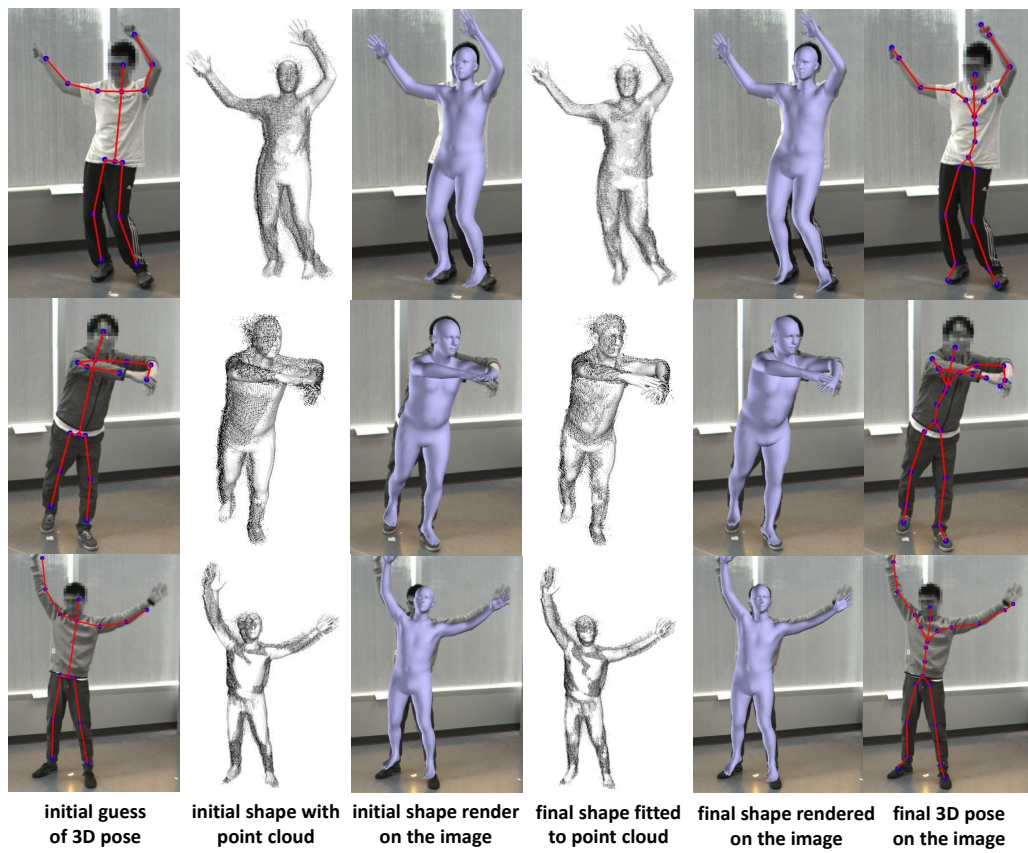 initial guess
of 3D pose
initial shape with
point cloud
initial shape render
on the image
final shape fitted
to point cloud
final shape rendered
on the image
final 3D pose
on the image